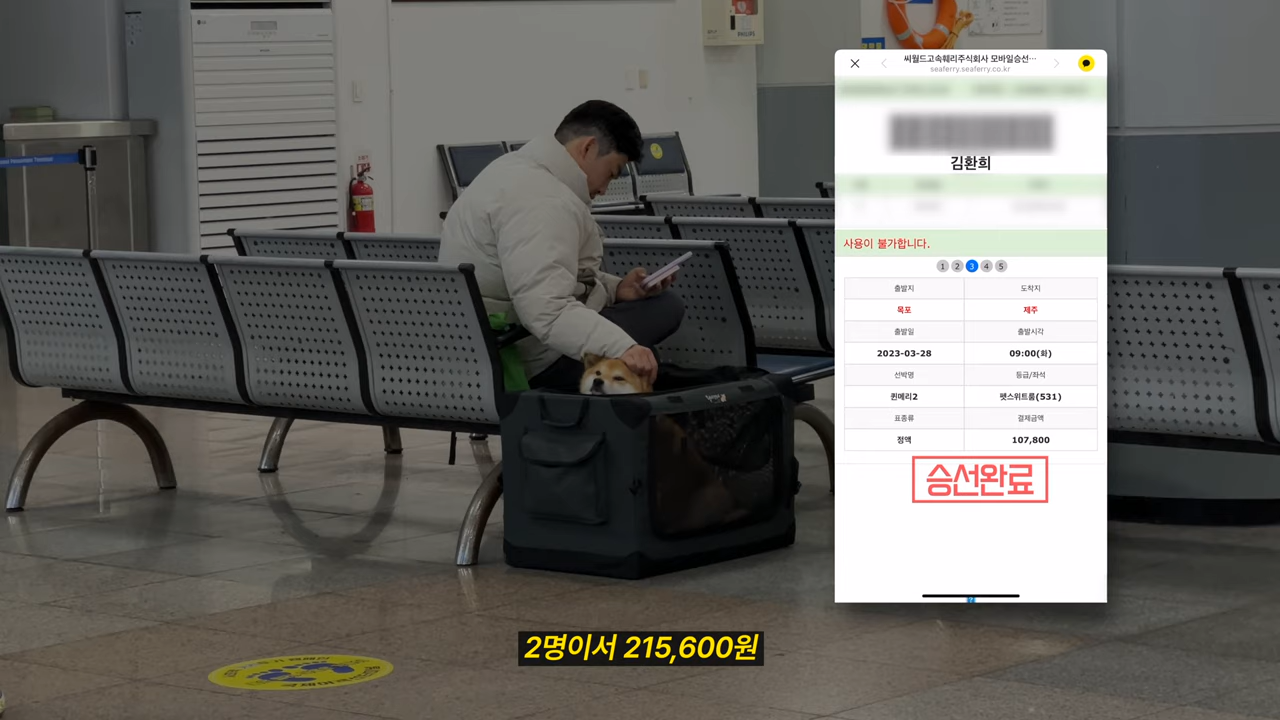 PHILIPS
씨월드고속훼리주식회사 모바일승선…
seaferry.seaferry.co.kr
김환희
사용이 불가합니다.
1 2 3 4 5
출발지 도착지
목포 제주
출발일 출발시각
2023-03-28 09:00(화)
선박명 등급/좌석
퀸메리2 펫스위트룸(531)
표종류 결제금액
정액 107,800
승선완료
2명이서 215,600원